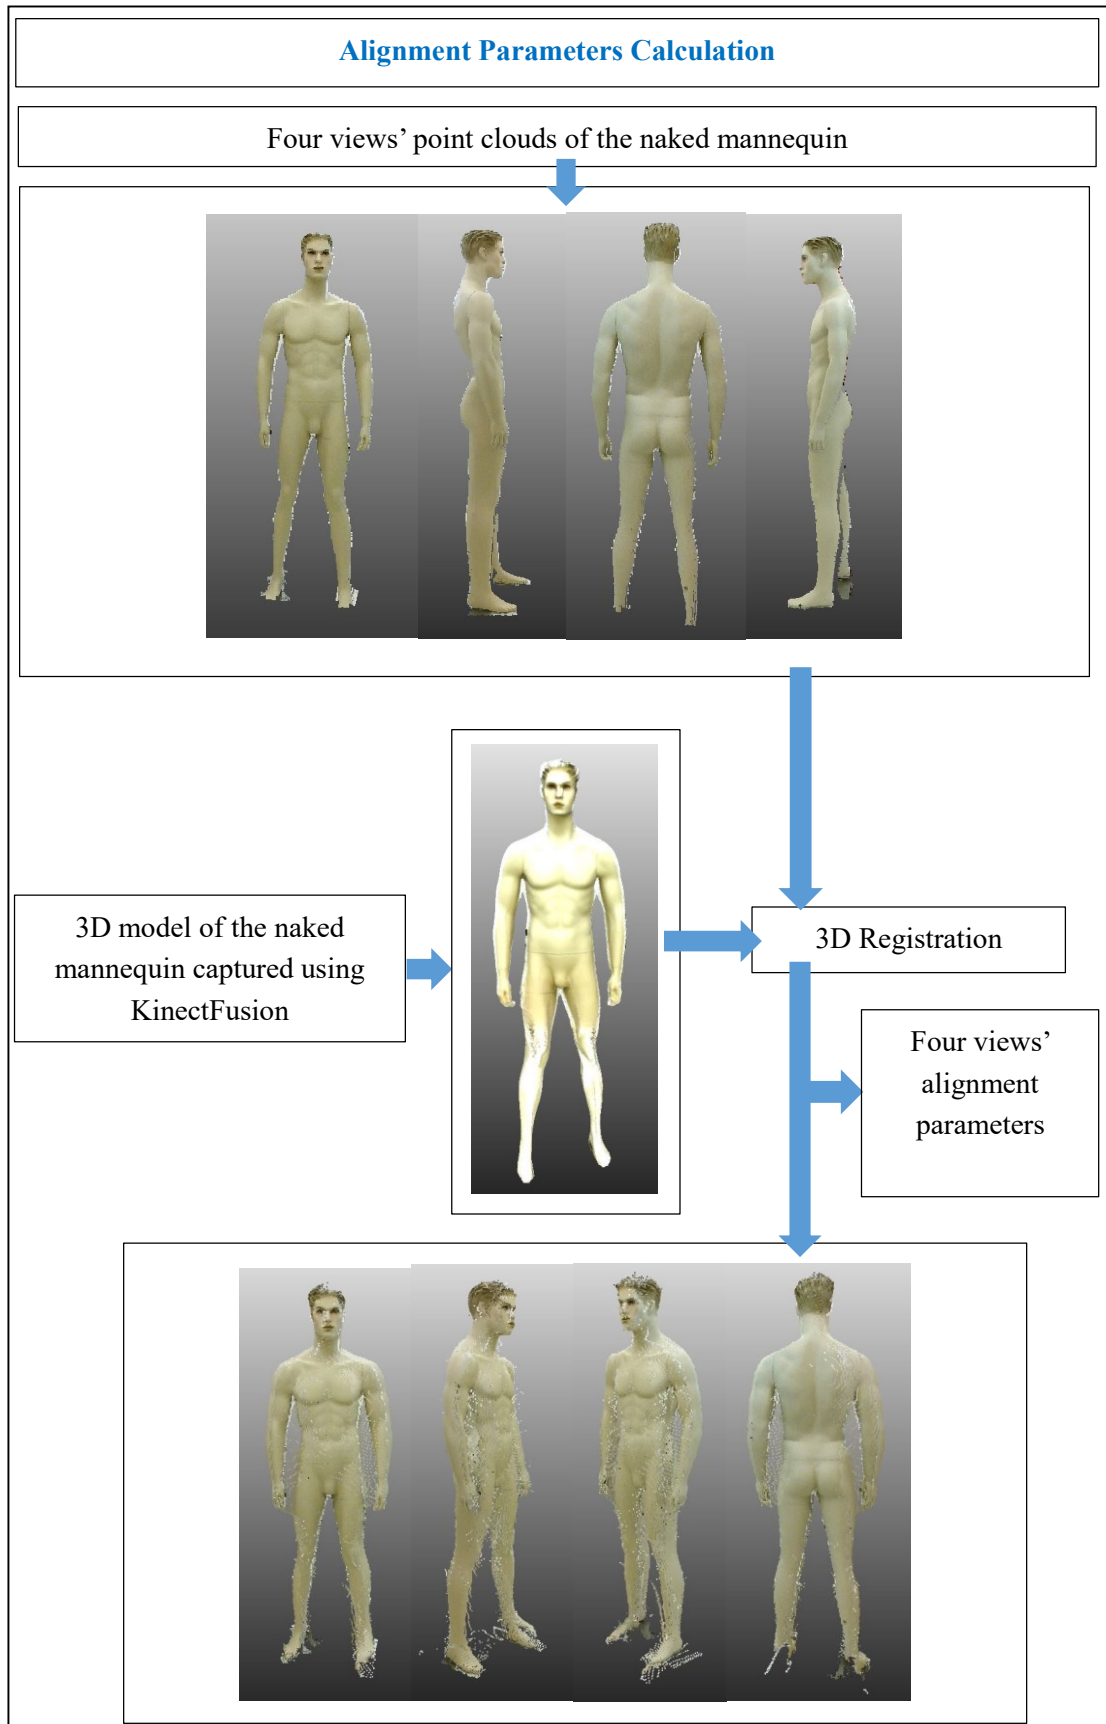 Alignment Parameters Calculation
Four views’ point clouds of the naked mannequin
3D model of the naked
mannequin captured using
KinectFusion
3D Registration
Four views’
alignment
parameters